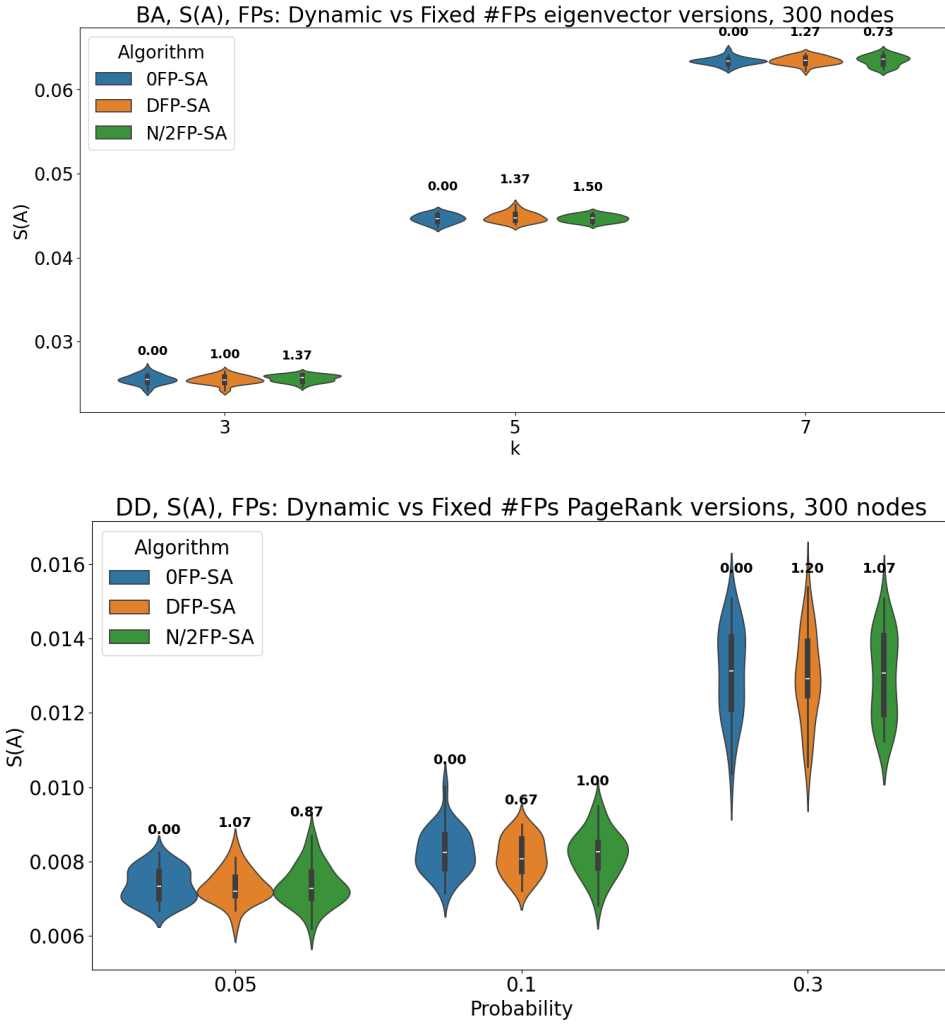 BA, S(A), FPs: Dynamic vs Fixed #FPs eigenvector versions, 300 nodes
Algorithm
0FP-SA
DFP-SA
N/2FP-SA
0.00 1.27 0.73
0.00 1.37 1.50
0.00 1.00 1.37
S(A)
0.06
0.05
0.04
0.03
3 5 7
k
DD, S(A), FPs: Dynamic vs Fixed #FPs PageRank versions, 300 nodes
Algorithm
0FP-SA
DFP-SA
N/2FP-SA
0.00 1.20 1.07
0.00 0.67 1.00
0.00 1.07 0.87
S(A)
0.016
0.014
0.012
0.010
0.008
0.006
0.05 0.1 0.3
Probability